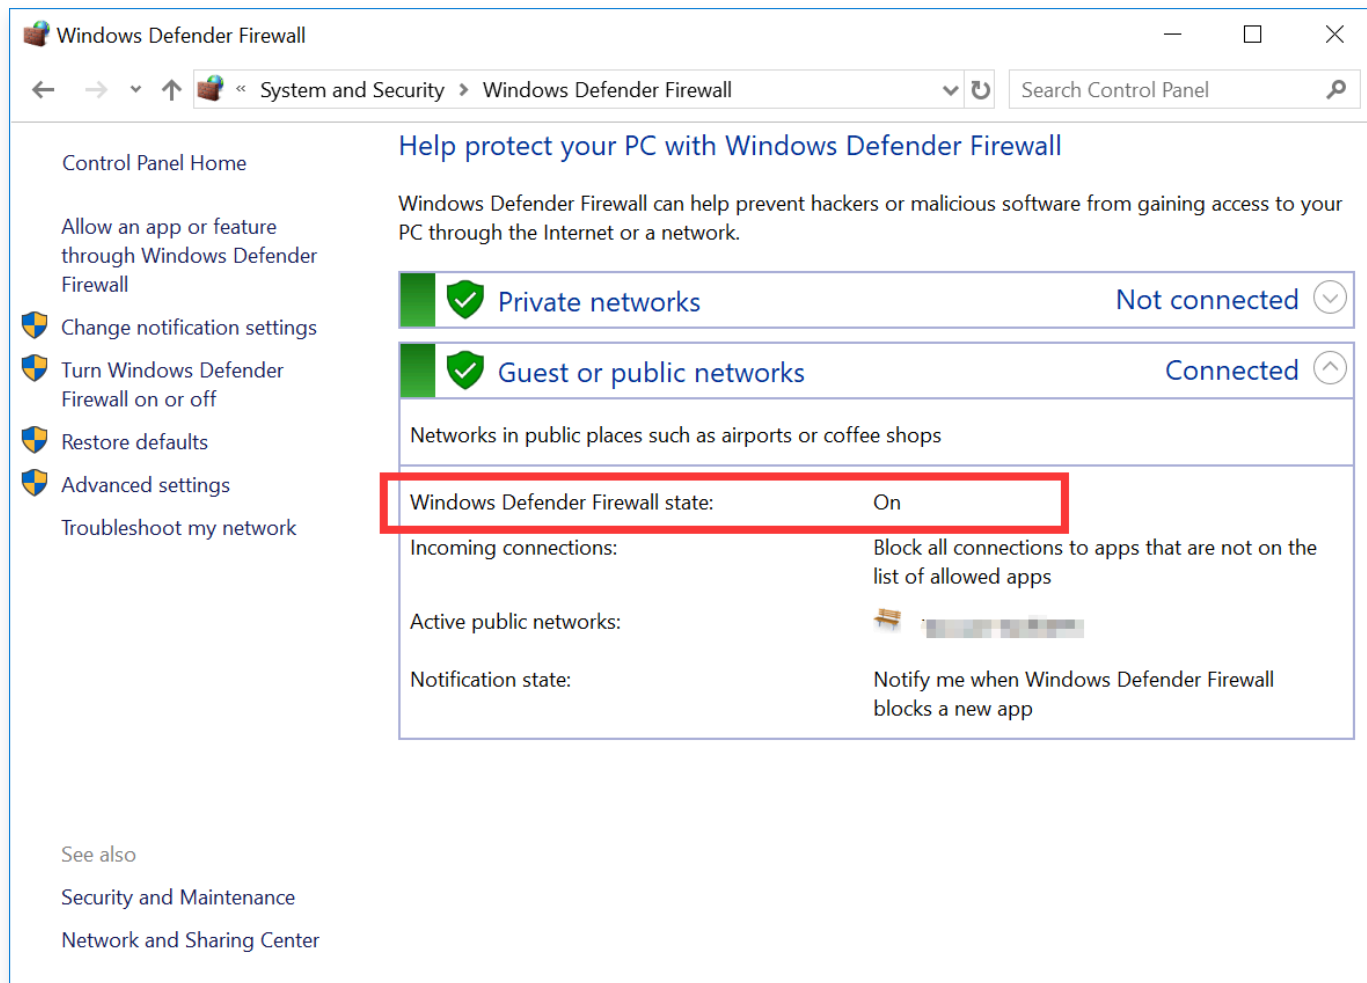 Windows Defender Firewall
« System and Security > Windows Defender Firewall
Search Control Panel
Control Panel Home
Allow an app or feature
through Windows Defender
Firewall
Change notification settings
Turn Windows Defender
Firewall on or off
Restore defaults
Advanced settings
Troubleshoot my network
See also
Security and Maintenance
Network and Sharing Center
Help protect your PC with Windows Defender Firewall
Windows Defender Firewall can help prevent hackers or malicious software from gaining access to your
PC through the Internet or a network.
Private networks Not connected
Guest or public networks Connected
Networks in public places such as airports or coffee shops
Windows Defender Firewall state: On
Incoming connections: Block all connections to apps that are not on the
list of allowed apps
Active public networks:
Notification state: Notify me when Windows Defender Firewall
blocks a new app